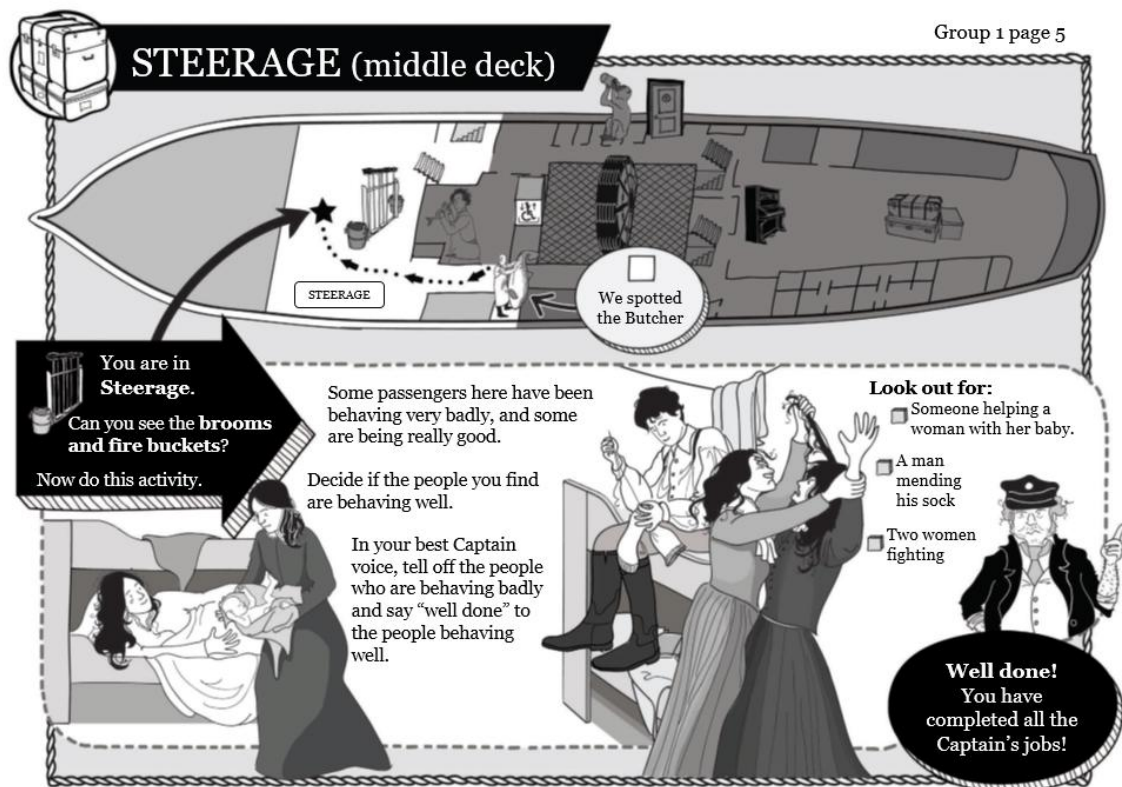 Group 1 page 5
STEERAGE (middle deck)
STEERAGE
We spotted
the Butcher
You are in
Steerage.
Can you see the brooms
and fire buckets?
Now do this activity.
Some passengers here have been
behaving very badly, and some
are being really good.
Decide if the people you find
are behaving well.
In your best Captain
voice, tell off the people
who are behaving badly
and say “well done” to
the people behaving
well.
Look out for:
Someone helping a
woman with her baby.
A man
mending
his sock
Two women
fighting
Well done!
You have
completed all the
Captain’s jobs!